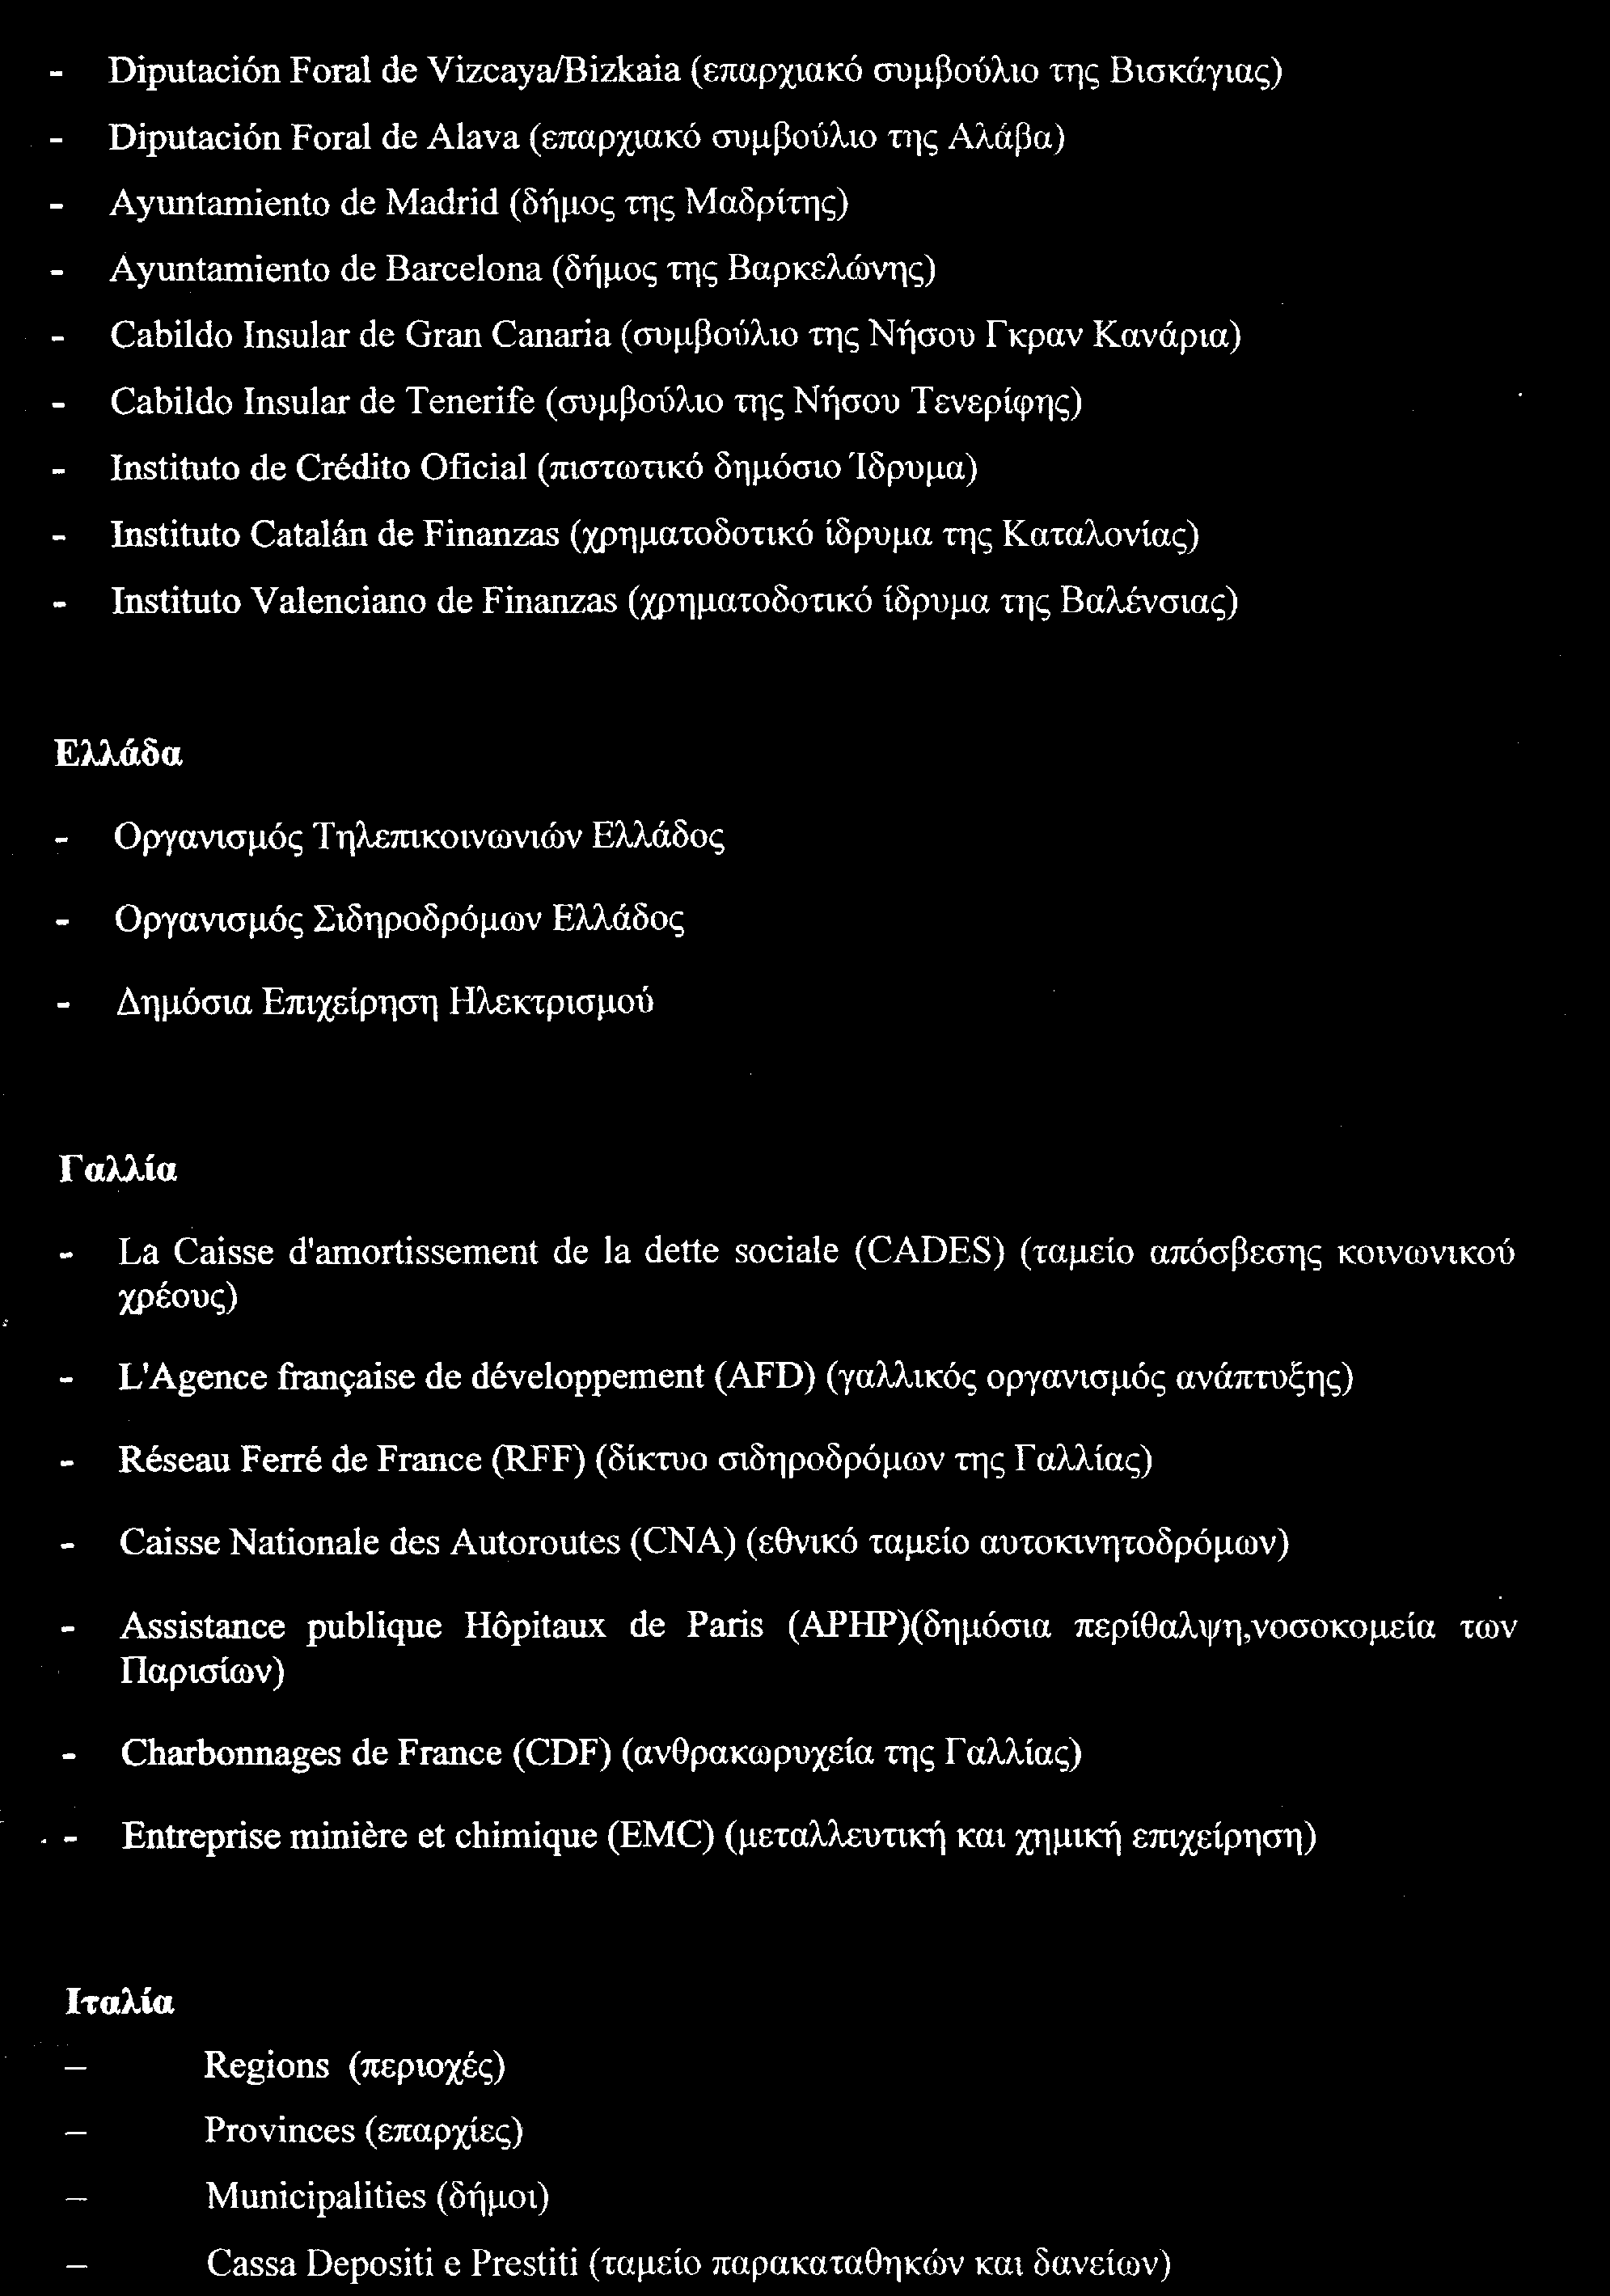 - Diputación Foral de Vizcaya/Bizkaia (επαρχιακό συμβούλιο της Βισκάγιας)
- Diputación Foral de Alava (επαρχιακό συμβούλιο της Αλάβα)
- Ayuntamiento de Madrid (δήμος της Μαδρίτης)
- Ayuntamiento de Barcelona (δήμος της Βαρκελώνης)
- Cabildo Insular de Gran Canaria (συμβούλιο της Νήσου Γκραν Κανάρια)
- Cabildo Insular de Tenerife (συμβούλιο της Νήσου Τενερίφης)
- Instituto de Crédito Oficial (πιστωτικό δημόσιο Ίδρυμα)
- Instituto Catalán de Finanzas (χρηματοδοτικό ίδρυμα της Καταλονίας)
- Instituto Valenciano de Finanzas (χρηματοδοτικό ίδρυμα της Βαλένσιας)
Ελλάδα
- Οργανισμός Τηλεπικοινωνιών Ελλάδος
- Οργανισμός Σιδηροδρόμων Ελλάδος
- Δημόσια Επιχείρηση Ηλεκτρισμού
Γαλλία
- La Caisse d'amortissement de la dette sociale (CADES) (ταμείο απόσβεσης κοινωνικού
χρέους)
- L'Agence française de développement (AFD) (γαλλικός οργανισμός ανάπτυξης)
- Réseau Ferré de France (RFF) (δίκτυο σιδηροδρόμων της Γαλλίας)
- Caisse Nationale des Autoroutes (CNA) (εθνικό ταμείο αυτοκινητοδρόμων)
- Assistance publique Hôpitaux de Paris (APHP)(δημόσια περίθαλψη,νοσοκομεία των
Παρισίων)
- Charbonnages de France (CDF) (ανθρακωρυχεία της Γαλλίας)
- Entreprise minière et chimique (EMC) (μεταλλευτική και χημική επιχείρηση)
Ιταλία
– Regions (περιοχές)
– Provinces (επαρχίες)
– Municipalities (δήμοι)
– Cassa Depositi e Prestiti (ταμείο παρακαταθηκών και δανείων)